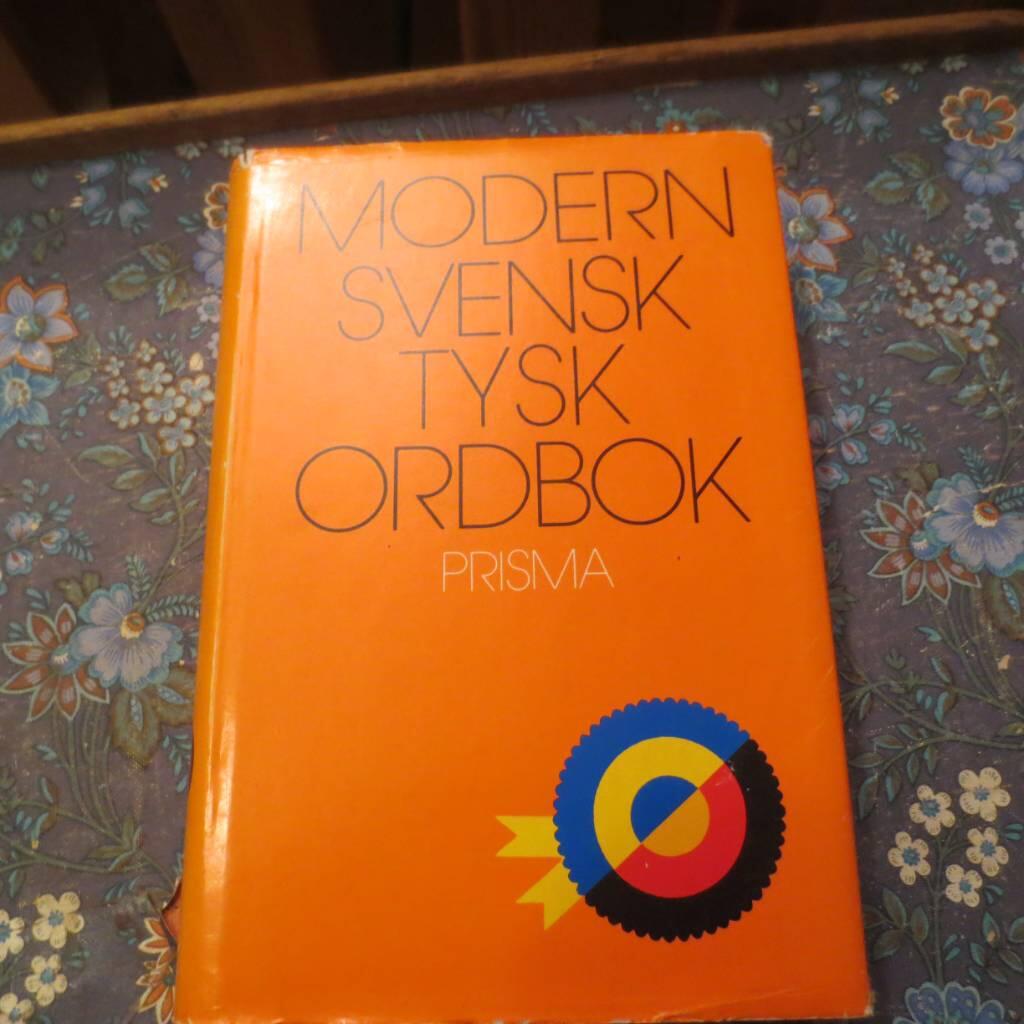 MODERN
SVENSK
TYSK
ORDBOK
PRISMA